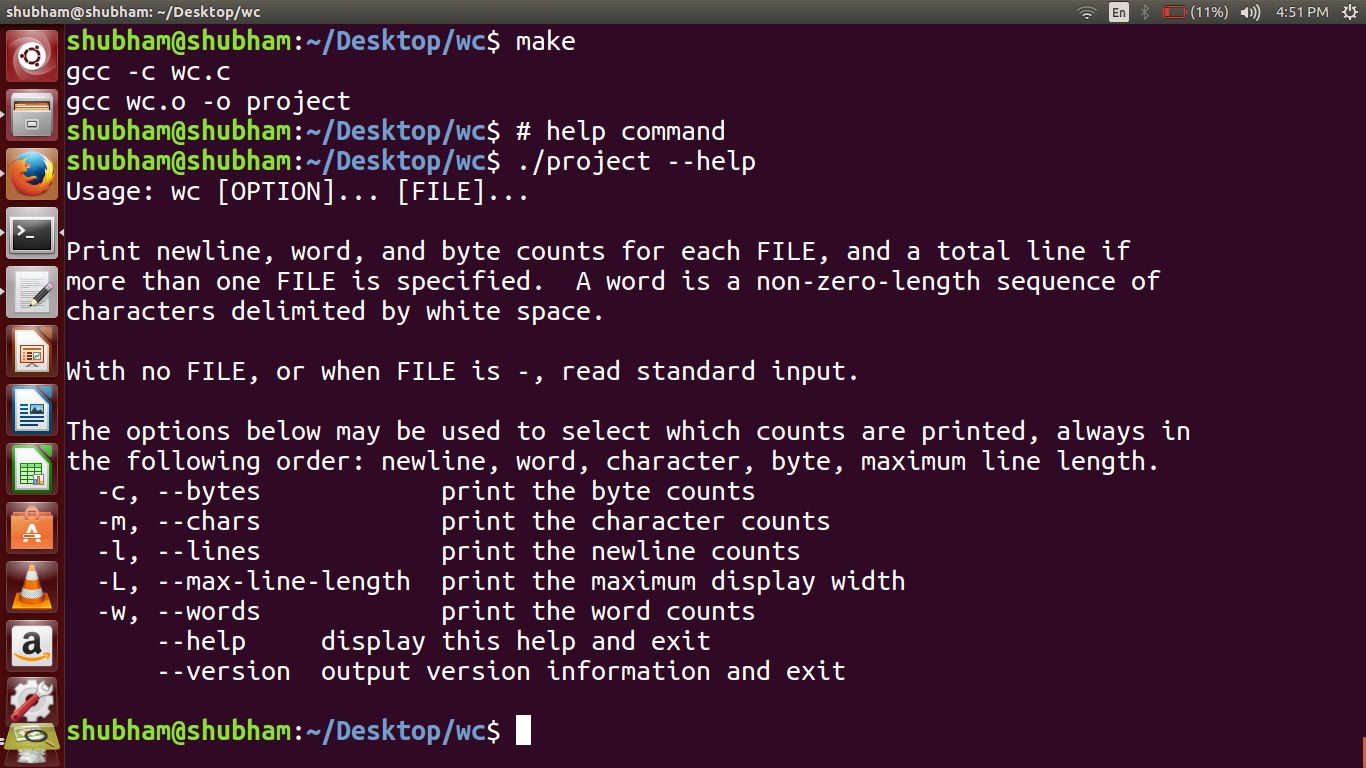 shubham@shubham: ~/Desktop/wc En (11%) 4:51 PM
shubham@shubham:~/Desktop/wc$ make
gcc -c wc.c
gcc wc.o -o project
shubham@shubham:~/Desktop/wc$ # help command
shubham@shubham:~/Desktop/wc$ ./project --help
Usage: wc [OPTION]... [FILE]...

Print newline, word, and byte counts for each FILE, and a total line if
more than one FILE is specified.  A word is a non-zero-length sequence of
characters delimited by white space.

With no FILE, or when FILE is -, read standard input.

The options below may be used to select which counts are printed, always in
the following order: newline, word, character, byte, maximum line length.
  -c, --bytes            print the byte counts
  -m, --chars            print the character counts
  -l, --lines            print the newline counts
  -L, --max-line-length  print the maximum display width
  -w, --words            print the word counts
      --help     display this help and exit
      --version  output version information and exit

shubham@shubham:~/Desktop/wc$